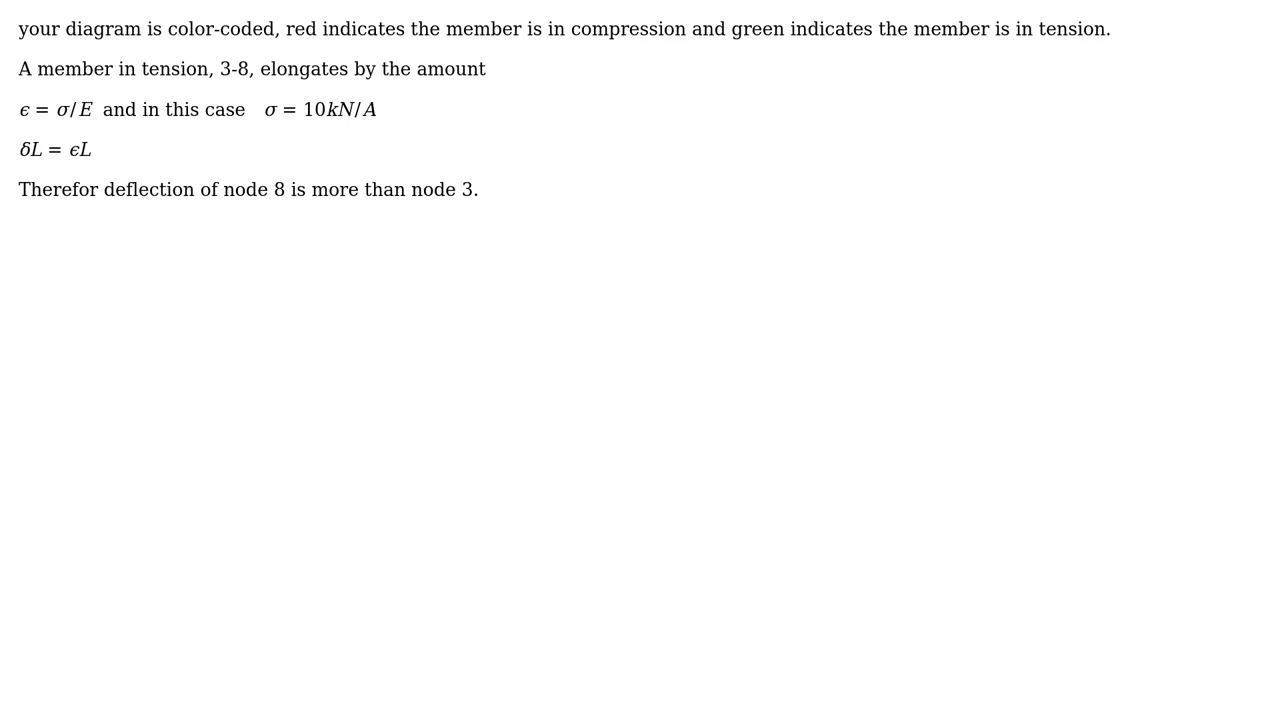 your diagram is color-coded, red indicates the member is in compression and green indicates the member is in tension.
A member in tension, 3-8, elongates by the amount
ϵ = σ/E and in this case σ = 10kN/A
δL = ϵL
Therefor deflection of node 8 is more than node 3.